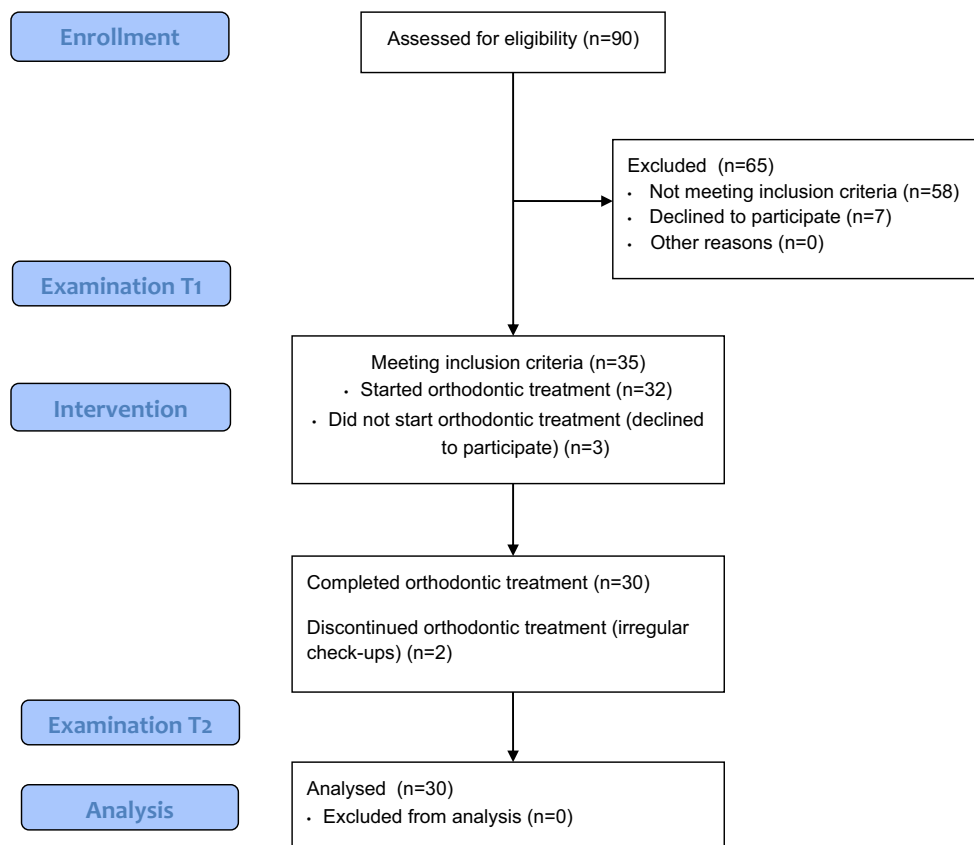 Enrollment
Assessed for eligibility (n=90)
Excluded (n=65)
· Not meeting inclusion criteria (n=58)
· Declined to participate (n=7)
· Other reasons (n=0)
Examination T1
Meeting inclusion criteria (n=35)
· Started orthodontic treatment (n=32)
· Did not start orthodontic treatment (declined
to participate) (n=3)
Intervention
Completed orthodontic treatment (n=30)
Discontinued orthodontic treatment (irregular
check-ups) (n=2)
Examination T2
Analysed (n=30)
· Excluded from analysis (n=0)
Analysis